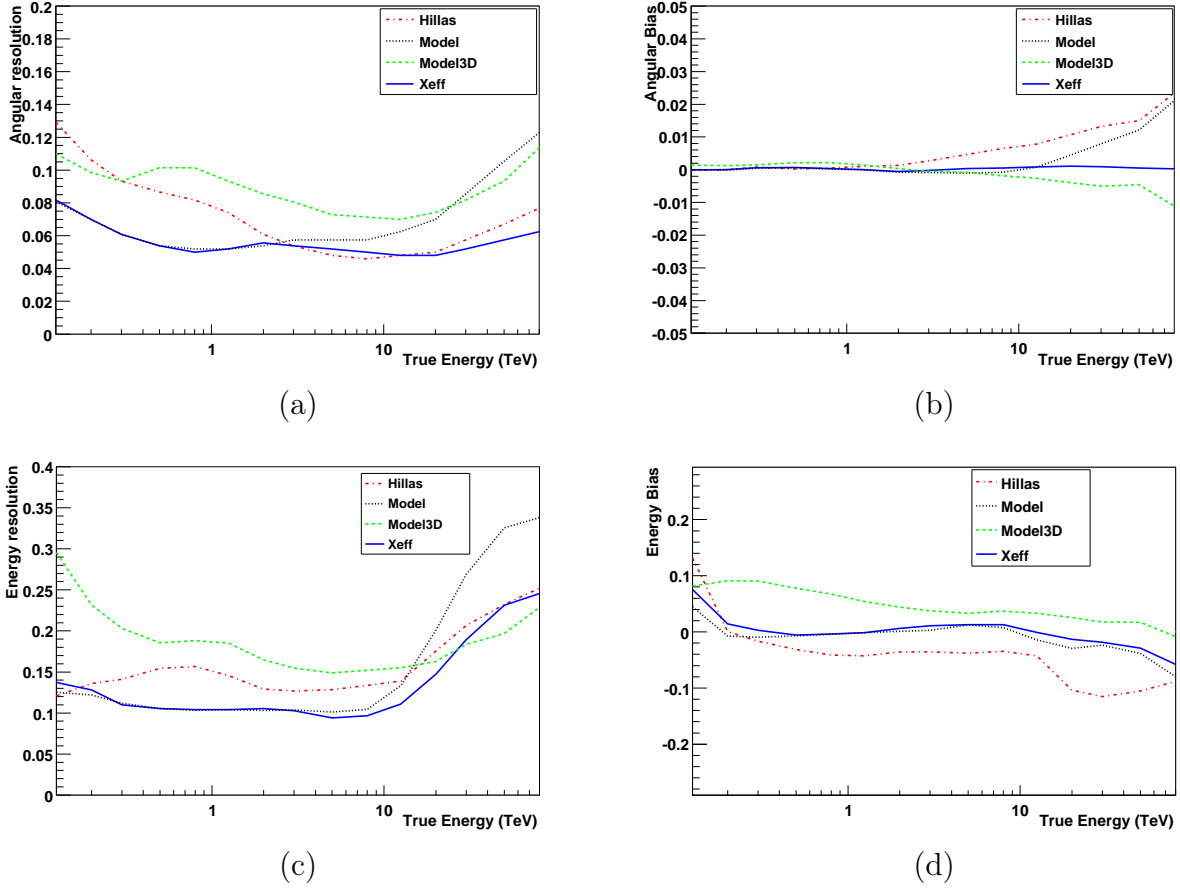 0.2
0.18
0.16
0.14
0.12
0.1
0.08
0.06
0.04
0.02
0
Angular resolution
Hillas
Model
Model3D
Xeff
1
10
True Energy (TeV)
(a)
0.05
0.04
0.03
0.02
0.01
0
-0.01
-0.02
-0.03
-0.04
-0.05
Angular Bias
Hillas
Model
Model3D
Xeff
1
10
True Energy (TeV)
(b)
0.4
0.35
0.3
0.25
0.2
0.15
0.1
0.05
0
Energy resolution
Hillas
Model
Model3D
Xeff
1
10
True Energy (TeV)
(c)
0.2
0.1
0
-0.1
-0.2
Energy Bias
Hillas
Model
Model3D
Xeff
1
10
True Energy (TeV)
(d)